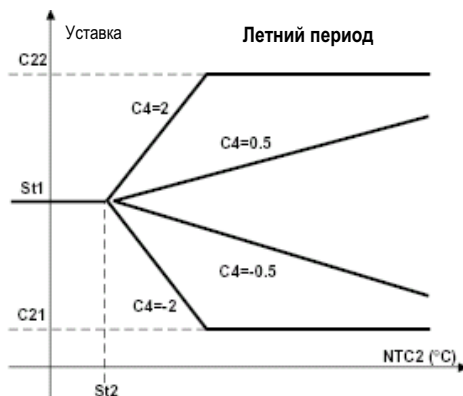 Уставка
Летний период
C22
C4=2
C4=0.5
St1
C4=-0.5
C4=-2
C21
NTC2 (°C)
St2